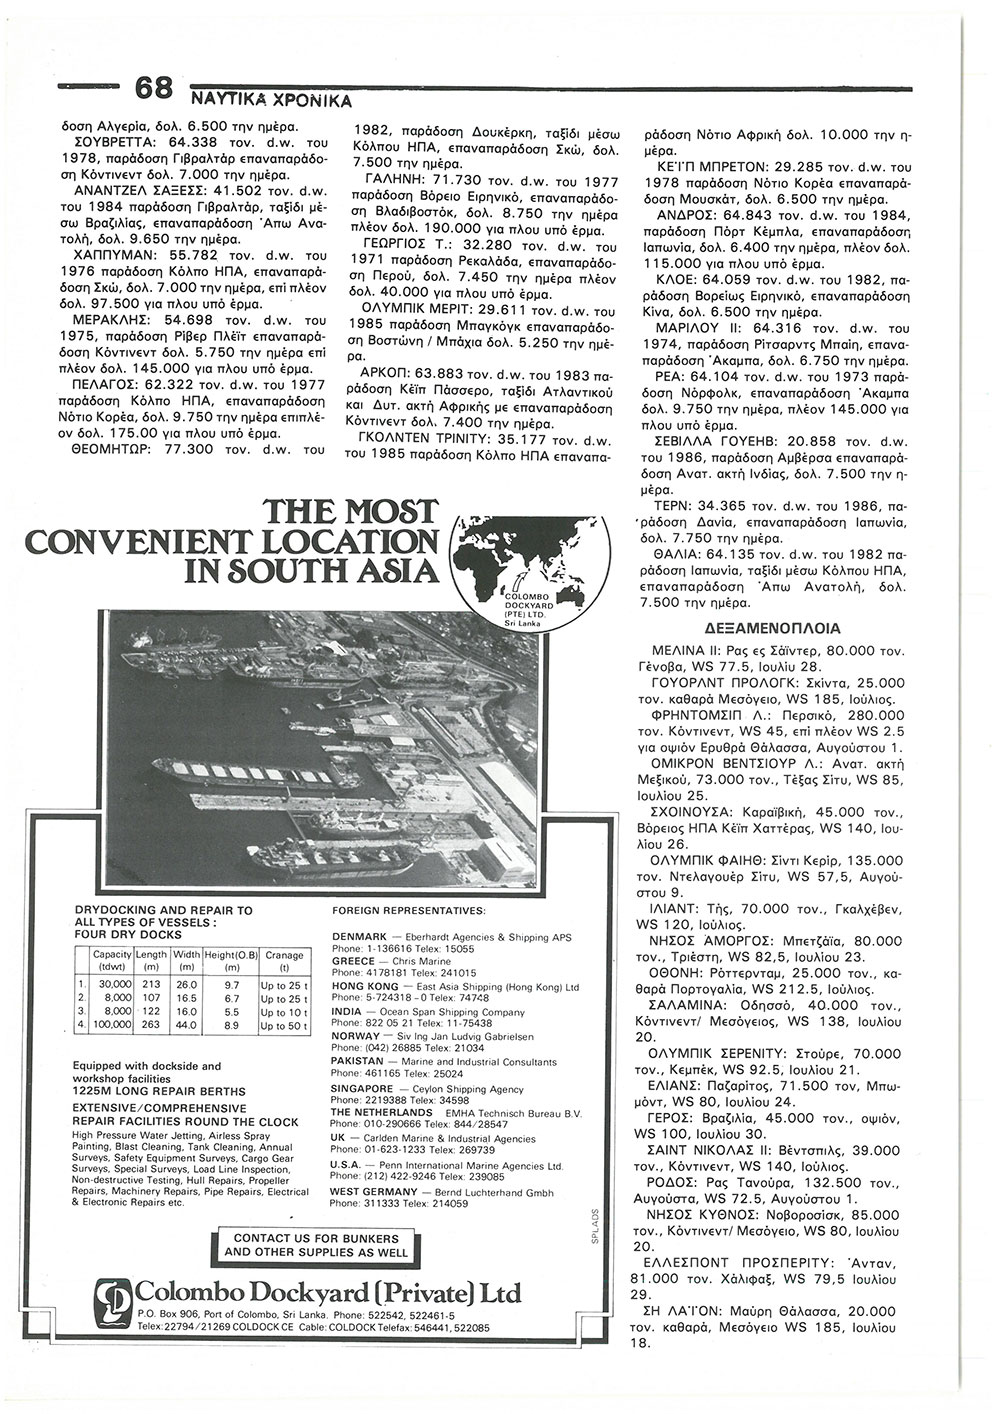 68
ΝΑΥΤΙΚΑ ΧΡΟΝΙΚΑ
δοση Αλγερία, δολ. 6.500 την ημέρα.
ΣΟΥΒΡΕΤΤΑ: 64.338 τον. d.w. του
1978, παράδοση Γιβραλτάρ επαναπαράδο-
ση Κόντινεντ δολ. 7.000 την ημέρα.
ΑΝΑΝΤΖΕΛ ΣΑΞΕΣΣ: 41.502 τον. d.w.
του 1984 παράδοση Γιβραλτάρ, ταξίδι μέ-
σω Βραζιλίας, επαναπαράδοση Άπω Ανα-
τολή, δολ. 9.650 την ημέρα.
ΧΑΠΠΥΜΑΝ: 55.782 τον. d.w. του
1976 παράδοση Κόλπο ΗΠΑ, επαναπαρά-
δοση Σκώ, δολ. 7.000 την ημέρα, επί πλέον
δολ. 97.500 για πλου υπό έρμα.
ΜΕΡΑΚΛΗΣ: 54.698 τον. d.w. του
1975, παράδοση Ρίβερ Πλέϊτ επαναπαρά-
δοση Κόντινεντ δολ. 5.750 την ημέρα επί
πλέον δολ. 145.000 για πλου υπό έρμα.
ΠΕΛΑΓΟΣ: 62.322 τον. d.w. του 1977
παράδοση Κόλπο ΗΠΑ, επαναπαράδοση
Νότιο Κορέα, δολ. 9.750 την ημέρα επιπλέ-
ον δολ. 175.00 για πλου υπό έρμα.
ΘΕΟΜΗΤΩΡ: 77.300 τον. d.w. του
1982, παράδοση Δουκέρκη, ταξίδι μέσω
Κόλπου ΗΠΑ, επαναπαράδοση Σκώ, δολ.
7.500 την ημέρα.
ΓΑΛΗΝΗ: 71.730 τον. d.w. του 1977
παράδοση Βόρειο Ειρηνικό, επαναπαράδο-
ση Βλαδιβοστόκ, δολ. 8.750 την ημέρα
πλέον δολ. 190.000 για πλου υπό έρμα.
ΓΕΩΡΓΙΟΣ Τ.: 32.280 τον. d.w. του
1971 παράδοση Ρεκαλάδα, επαναπαράδο-
ση Περού, δολ. 7.450 την ημέρα πλέον
δολ. 40.000 για πλου υπό έρμα.
ΟΛΥΜΠΙΚ ΜΕΡΙΤ: 29.611 τον. d.w. του
1985 παράδοση Μπαγκόγκ επαναπαράδο-
ση Βοστώνη / Μπάχια δολ. 5.250 την ημέ-
ρα.
ΑΡΚΟΠ: 63.883 τον. d.w. του 1983 πα-
ράδοση Κέϊπ Πάσσερο, ταξίδι Ατλαντικού
και Δυτ. ακτή Αφρικής με επαναπαράδοση
Κόντινεντ δολ. 7.400 την ημέρα.
ΓΚΟΛΝΤΕΝ ΤΡΙΝΙΤΥ: 35.177 τον. d.w.
του 1985 παράδοση Κόλπο ΗΠΑ επαναπα-
ράδοση Νότιο Αφρική δολ. 10.000 την η-
μέρα.
ΚΕΪΠ ΜΠΡΕΤΟΝ: 29.285 τον. d.w. του
1978 παράδοση Νότιο Κορέα επαναπαρά-
δοση Μουσκάτ, δολ. 6.500 την ημέρα.
ΑΝΔΡΟΣ: 64.843 τον. d.w. του 1984,
παράδοση Πόρτ Κέμπλα, επαναπαράδοση
Ιαπωνία, δολ. 6.400 την ημέρα, πλέον δολ.
115.000 για πλου υπό έρμα.
ΚΛΟΕ: 64.059 τον. d.w. του 1982, πα-
ράδοση Βορείως Ειρηνικό, επαναπαράδοση
Κίνα, δολ. 6.500 την ημέρα.
ΜΑΡΙΛΟΥ ΙΙ: 64.316 τον. d.w. του
1974, παράδοση Ρίτσαρντς Μπαίη, επανα-
παράδοση Άκαμπα, δολ. 6.750 την ημέρα.
ΡΕΑ: 64.104 τον. d.w. του 1973 παρά-
δοση Νόρφολκ, επαναπαράδοση Άκαμπα
δολ. 9.750 την ημέρα, πλέον 145.000 για
πλου υπό έρμα.
ΣΕΒΙΛΛΑ ΓΟΥΕΗΒ: 20.858 τον. d.w.
του 1986, παράδοση Αμβέρσα επαναπαρά-
δοση Ανατ. ακτή Ινδίας, δολ. 7.500 την η-
μέρα.
ΤΕΡΝ: 34.365 τον. d.w. του 1986, πα-
ράδοση Δανία, επαναπαράδοση Ιαπωνία,
δολ. 7.750 την ημέρα.
ΘΑΛΙΑ: 64.135 τον. d.w. του 1982 πα-
ράδοση Ιαπωνία, ταξίδι μέσω Κόλπου ΗΠΑ,
επαναπαράδοση Άπω Ανατολή, δολ.
7.500 την ημέρα.
ΔΕΞΑΜΕΝΟΠΛΟΙΑ
ΜΕΛΙΝΑ ΙΙ: Ρας ες Σάϊντερ, 80.000 τον.
Γένοβα, WS 77.5, Ιουλίυ 28.
ΓΟΥΟΡΛΝΤ ΠΡΟΛΟΓΚ: Σκίντα, 25.000
τον. καθαρά Μεσόγειο, WS 185, Ιούλιος.
ΦΡΗΝΤΟΜΣΙΠ Λ.: Περσικό, 280.000
τον. Κόντινεντ, WS 45, επί πλέον WS 2.5
για οψιόν Ερυθρά Θάλασσα, Αυγούστου 1.
ΟΜΙΚΡΟΝ ΒΕΝΤΣΙΟΥΡ Λ.: Ανατ. ακτή
Μεξικού, 73.000 τον., Τέξας Σίτυ, WS 85,
Ιουλίου 25.
ΣΧΟΙΝΟΥΣΑ: Καραϊβική, 45.000 τον.,
Βόρειος ΗΠΑ Κέϊπ Χαττέρας, WS 140, Ιου-
λίου 26.
ΟΛΥΜΠΙΚ ΦΑΙΗΘ: Σίντι Κερίρ, 135.000
τον. Ντελαγουέρ Σίτυ, WS 57,5, Αυγού-
στου 9.
ΙΛΙΑΝΤ: Τής, 70.000 τον., Γκαλχέβεν,
WS 120, Ιούλιος.
ΝΗΣΟΣ ΑΜΟΡΓΟΣ: Μπετζάϊα, 80.000
τον., Τριέστη, WS 82,5, Ιουλίου 23.
ΟΘΟΝΗ: Ρόττερνταμ, 25.000 τον., κα-
θαρά Πορτογαλία, WS 212.5, Ιούλιος.
ΣΑΛΑΜΙΝΑ: Οδησσό, 40.000 τον.,
Κόντινεντ/ Μεσόγειος, WS 138, Ιουλίου
20.
ΟΛΥΜΠΙΚ ΣΕΡΕΝΙΤΥ: Στούρε, 70.000
τον., Κεμπέκ, WS 92.5, Ιουλίου 21.
ΕΛΙΑΝΣ: Παζαρίτος, 71.500 τον, Μπω-
μόντ, WS 80, Ιουλίου 24.
ΓΕΡΟΣ: Βραζιλία, 45.000 τον., οψιόν,
WS 100, Ιουλίου 30.
ΣΑΙΝΤ ΝΙΚΟΛΑΣ ΙΙ: Βέντσπιλς, 39.000
τον., Κόντινεντ, WS 140, Ιούλιος.
ΡΟΔΟΣ: Ρας Τανούρα, 132.500 τον.,
Αυγούστα, WS 72.5, Αυγούστου 1.
ΝΗΣΟΣ ΚΥΘΝΟΣ: Νοβοροσίσκ, 85.000
τον., Κόντινεντ/ Μεσόγειο, WS 80, Ιουλίου
20.
ΕΛΛΕΣΠΟΝΤ ΠΡΟΣΠΕΡΙΤΥ: Άνταν,
81.000 τον. Χάλιφαξ, WS 79,5 Ιουλίου
29.
ΣΗ ΛΑΪΟΝ: Μαύρη Θάλασσα, 20.000
τον. καθαρά, Μεσόγειο WS 185, Ιουλίου
18.
THE MOST
CONVENIENT LOCATION
IN SOUTH ASIA
COLOMBO
DOCKYARD
(PTE) LTD.
Sri Lanka
DRYDOCKING AND REPAIR TO
ALL TYPES OF VESSELS :
FOUR DRY DOCKS
Capacity Length Width Height(O.B) Cranage
(tdwt) (m) (m) (m) (t)
1. 30,000 213 26.0 9.7 Up to 25 t
2. 8,000 107 16.5 6.7 Up to 25 t
3. 8,000 122 16.0 5.5 Up to 10 t
4. 100,000 263 44.0 8.9 Up to 50 t
Equipped with dockside and
workshop facilities
1225M LONG REPAIR BERTHS
EXTENSIVE/COMPREHENSIVE
REPAIR FACILITIES ROUND THE CLOCK
High Pressure Water Jetting, Airless Spray
Painting, Blast Cleaning, Tank Cleaning, Annual
Surveys, Safety Equipment Surveys, Cargo Gear
Surveys, Special Surveys, Load Line Inspection,
Non-destructive Testing, Hull Repairs, Propeller
Repairs, Machinery Repairs, Pipe Repairs, Electrical
& Electronic Repairs etc.
FOREIGN REPRESENTATIVES:
DENMARK — Eberhardt Agencies & Shipping APS
Phone: 1-136616 Telex: 15055
GREECE — Chris Marine
Phone: 4178181 Telex: 241015
HONG KONG — East Asia Shipping (Hong Kong) Ltd
Phone: 5-724318 - 0 Telex: 74748
INDIA — Ocean Span Shipping Company
Phone: 822 05 21 Telex: 11-75438
NORWAY — Siv Ing Jan Ludvig Gabrielsen
Phone: (042) 26885 Telex: 21034
PAKISTAN — Marine and Industrial Consultants
Phone: 461165 Telex: 25024
SINGAPORE — Ceylon Shipping Agency
Phone: 2219388 Telex: 34598
THE NETHERLANDS EMHA Technisch Bureau B.V.
Phone: 010-290666 Telex: 844/28547
UK — Carlden Marine & Industrial Agencies
Phone: 01-623-1233 Telex: 269739
U.S.A. — Penn International Marine Agencies Ltd.
Phone: (212) 422-9246 Telex: 239085
WEST GERMANY — Bernd Luchterhand Gmbh
Phone: 311333 Telex: 214059
SPLADS
CONTACT US FOR BUNKERS
AND OTHER SUPPLIES AS WELL
CD
Colombo Dockyard (Private) Ltd
P.O. Box 906, Port of Colombo, Sri Lanka. Phone: 522542, 522461-5
Telex:22794/21269 COLDOCK CE Cable: COLDOCK Telefax: 546441, 522085